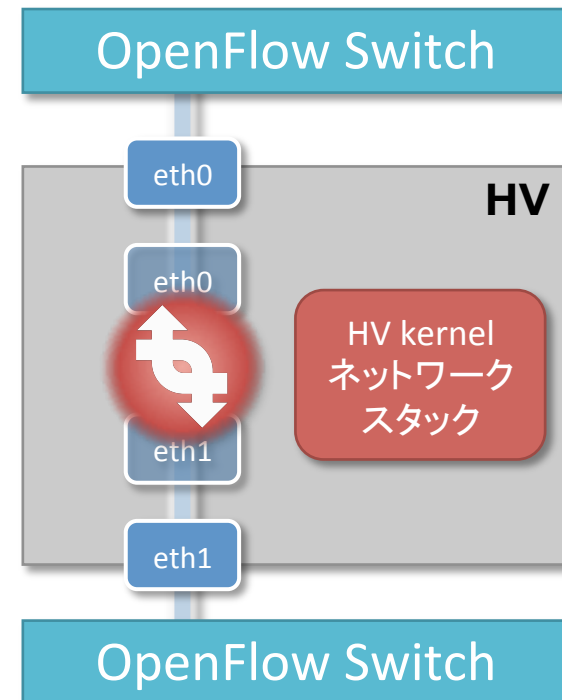 OpenFlow Switch
eth0
HV
eth0
HV kernel
ネットワーク
スタック
eth1
eth1
OpenFlow Switch